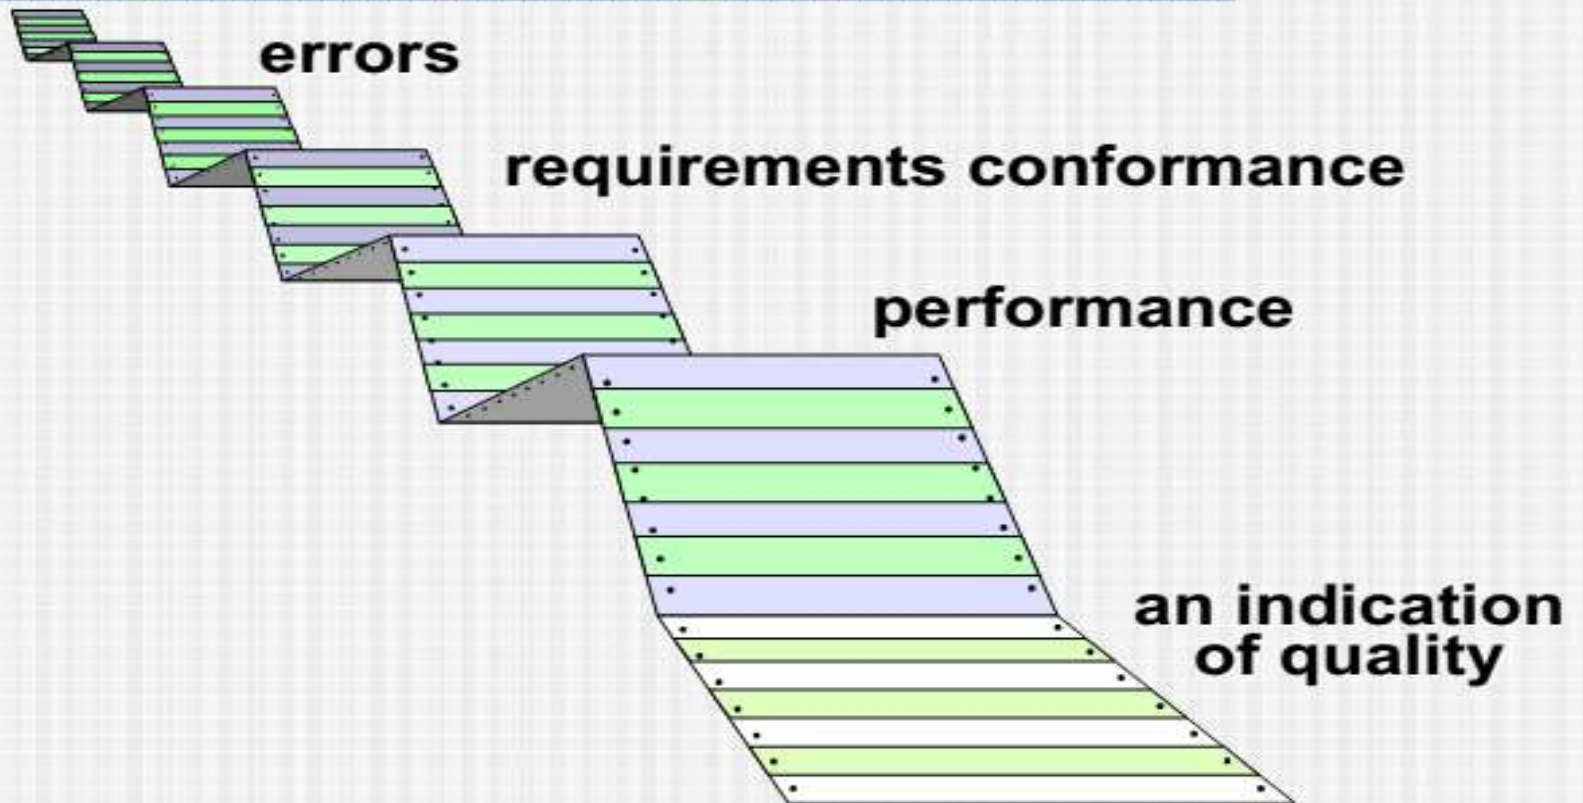 errors
requirements conformance
performance
an indication
of quality